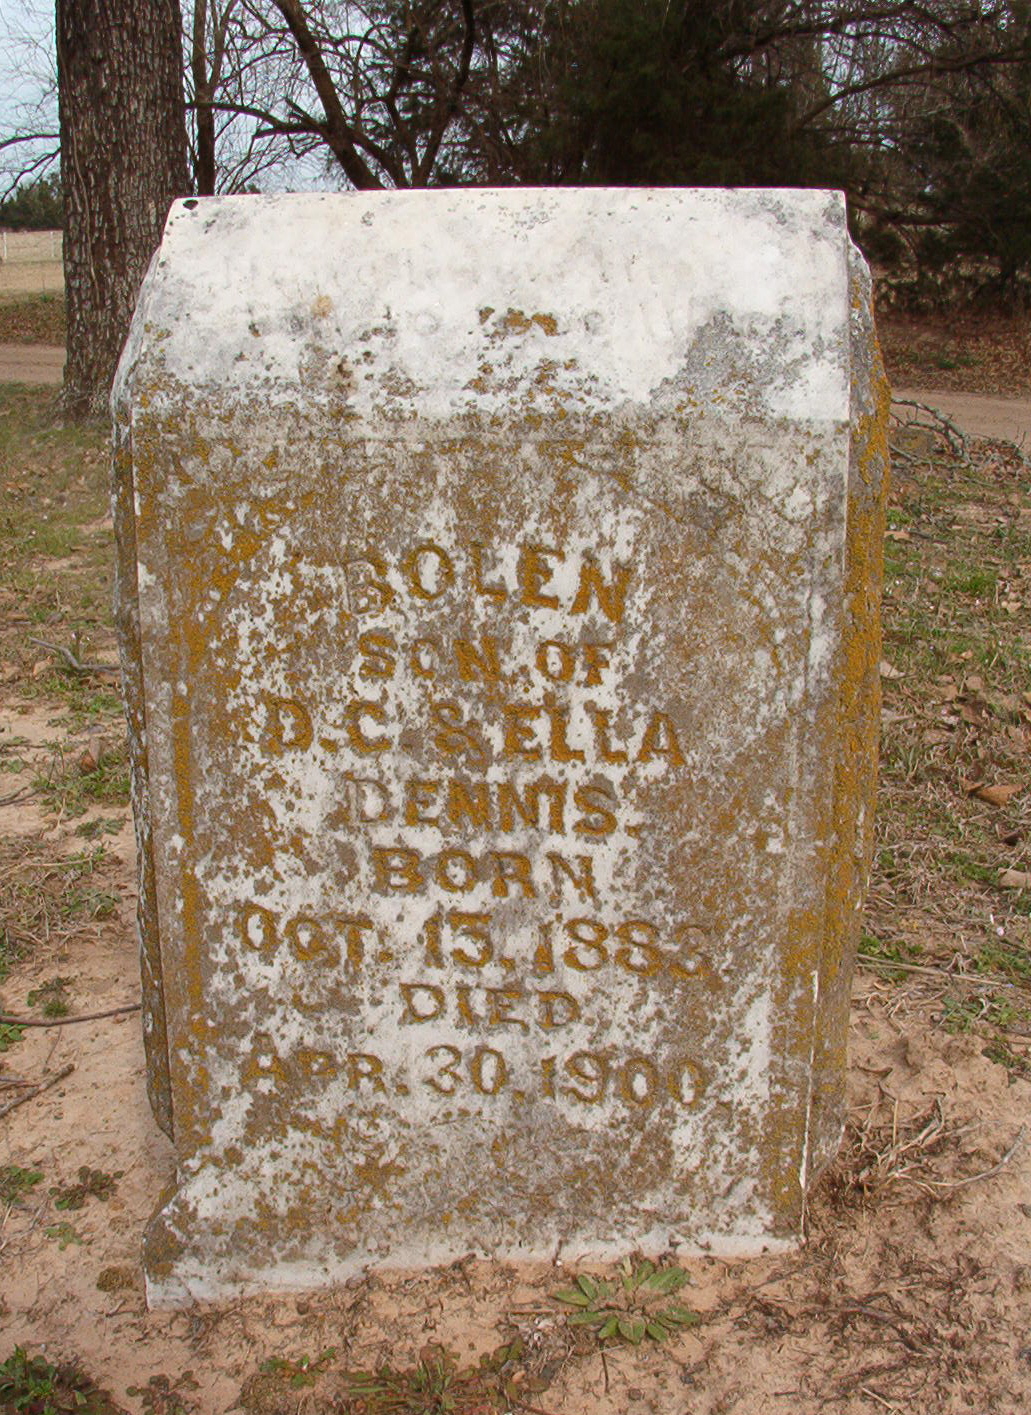 BOLEN
SON OF
D.C. & ELLA
DENNIS
BORN
OCT. 15. 1883
DIED
APR. 30 1900